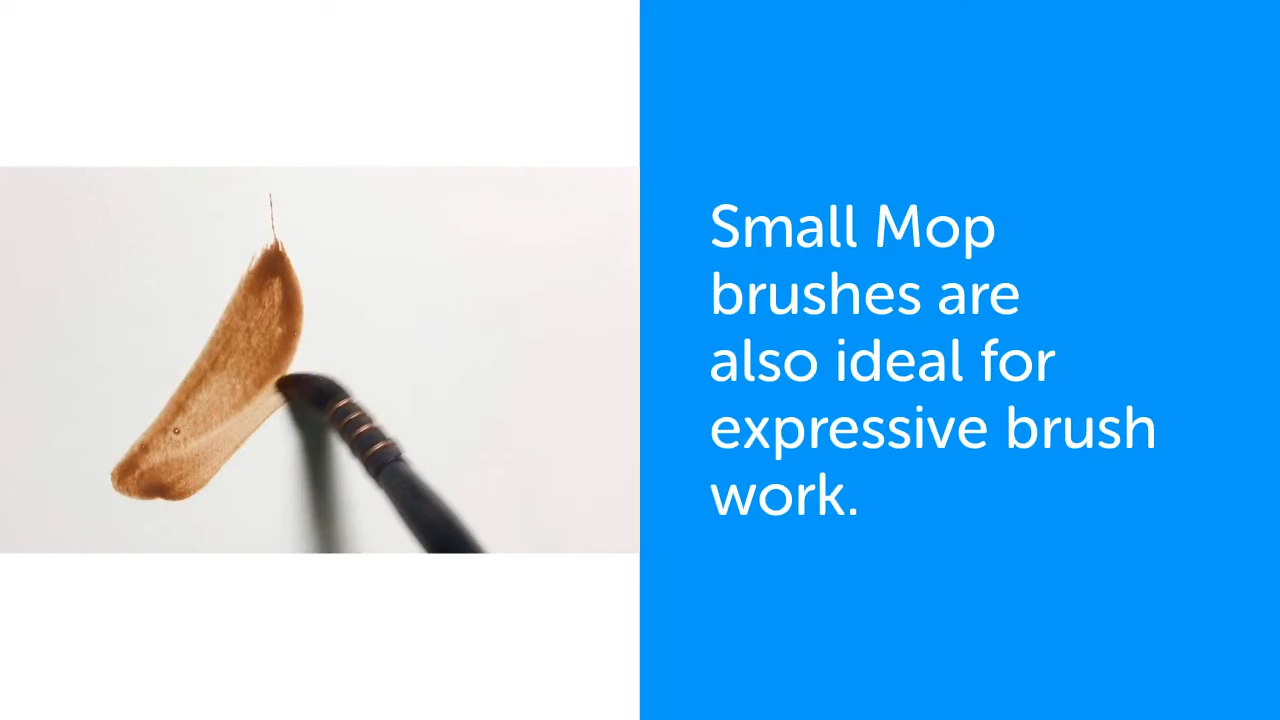 Small Mop
brushes are
also ideal for
expressive brush
work.